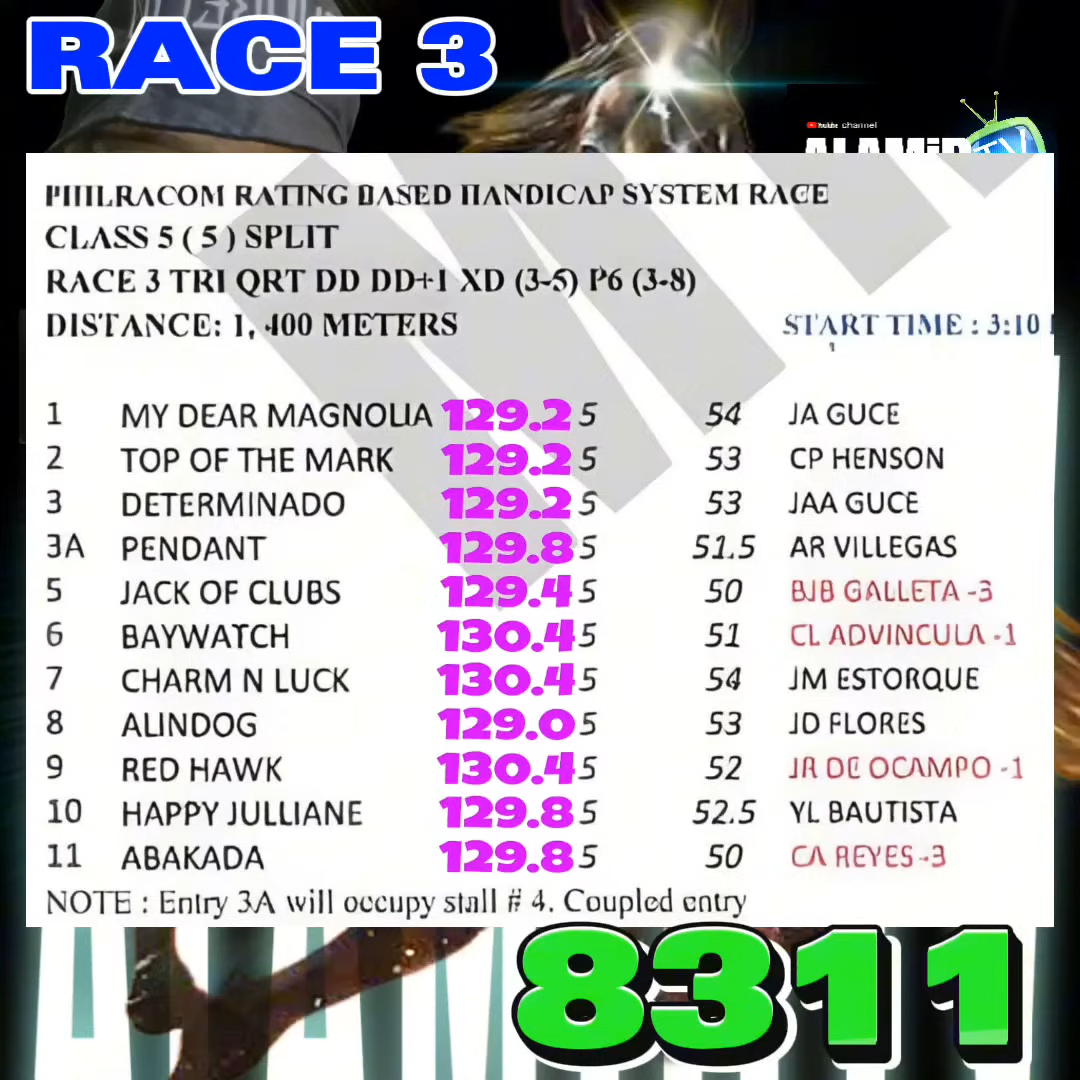 RACE 3
YouTube channel
ALAMiD TV
PHILRACOM RATING BASED HANDICAP SYSTEM RACE
CLASS 5 ( 5 ) SPLIT
RACE 3 TRI QRT DD DD+1 XD (3-5) P6 (3-8)
DISTANCE: 1, 400 METERS START TIME : 3:10
1 MY DEAR MAGNOLIA 129.2 5 54 JA GUCE
2 TOP OF THE MARK 129.2 5 53 CP HENSON
3 DETERMINADO 129.2 5 53 JAA GUCE
3A PENDANT 129.8 5 51.5 AR VILLEGAS
5 JACK OF CLUBS 129.4 5 50 BJB GALLETA -3
6 BAYWATCH 130.4 5 51 CL ADVINCULA -1
7 CHARM N LUCK 130.4 5 54 JM ESTORQUE
8 ALINDOG 129.0 5 53 JD FLORES
9 RED HAWK 130.4 5 52 JR DE OCAMPO -1
10 HAPPY JULLIANE 129.8 5 52.5 YL BAUTISTA
11 ABAKADA 129.8 5 50 CA REYES -3
NOTE : Entry 3A will occupy stall # 4. Coupled entry
8311